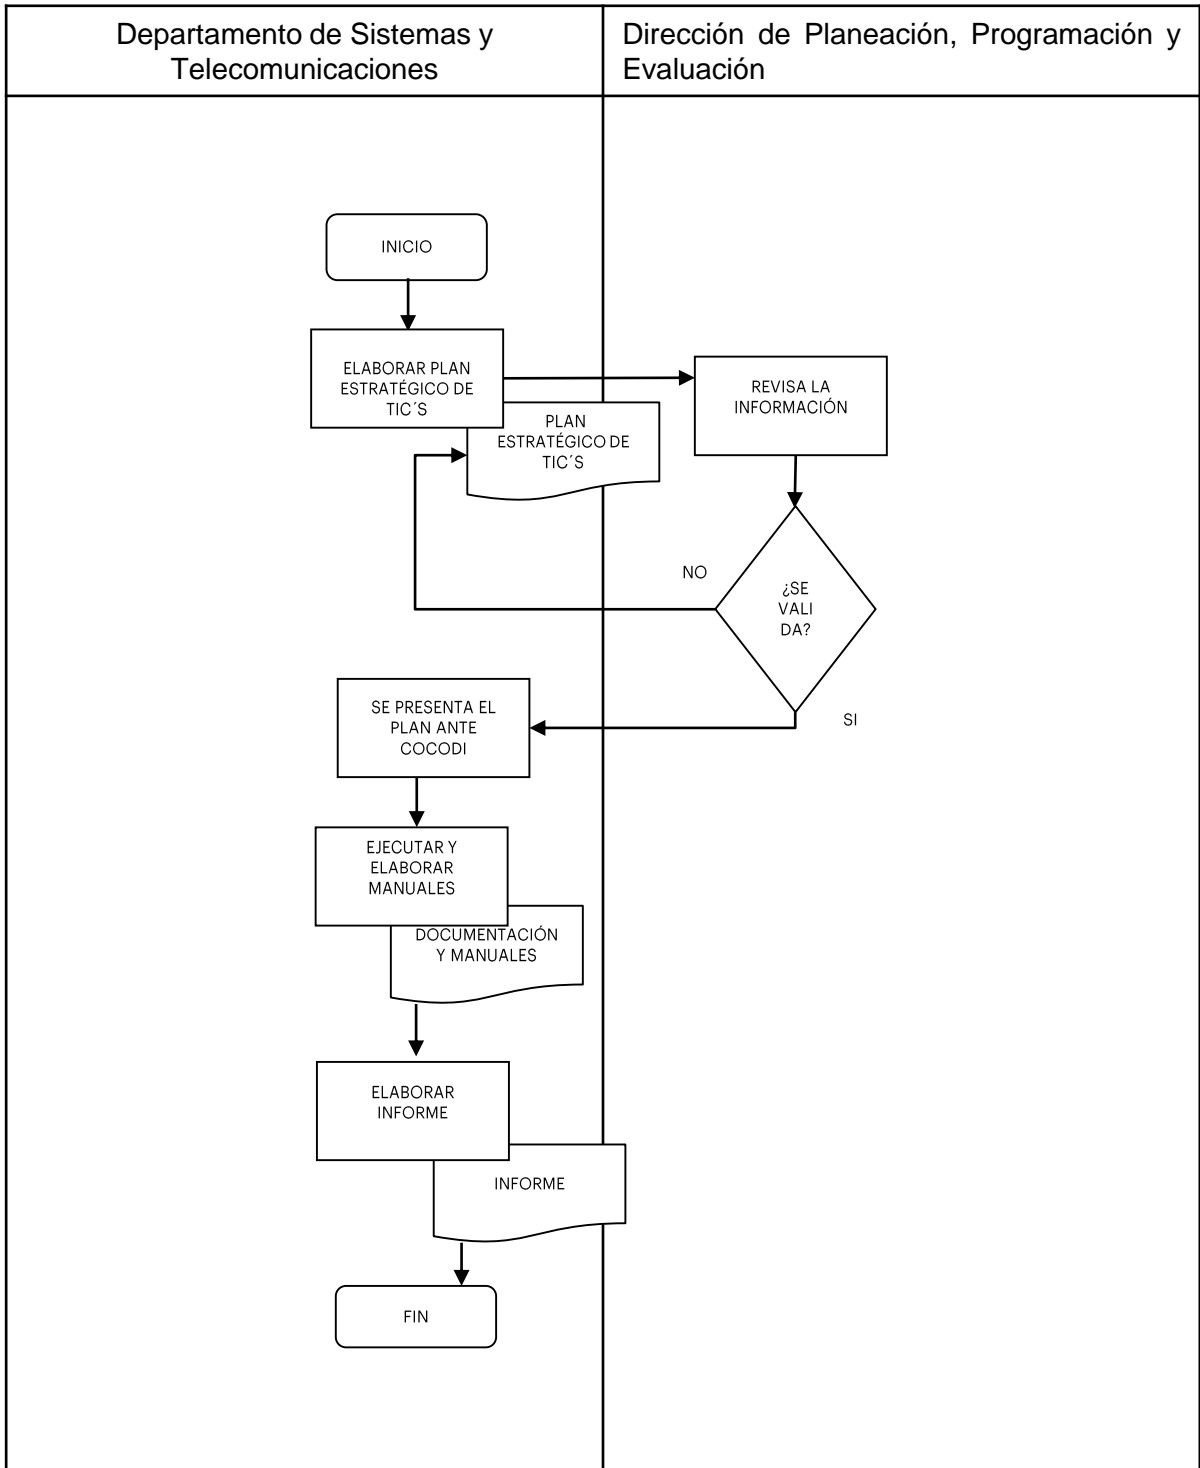 Departamento de Sistemas y
Telecomunicaciones
Dirección de Planeación, Programación y
Evaluación
INICIO
ELABORAR PLAN
ESTRATÉGICO DE
TIC´S
PLAN
ESTRATÉGICO DE
TIC´S
REVISA LA
INFORMACIÓN
NO
¿SE
VALI
DA?
SI
SE PRESENTA EL
PLAN ANTE
COCODI
EJECUTAR Y
ELABORAR
MANUALES
DOCUMENTACIÓN
Y MANUALES
ELABORAR
INFORME
INFORME
FIN